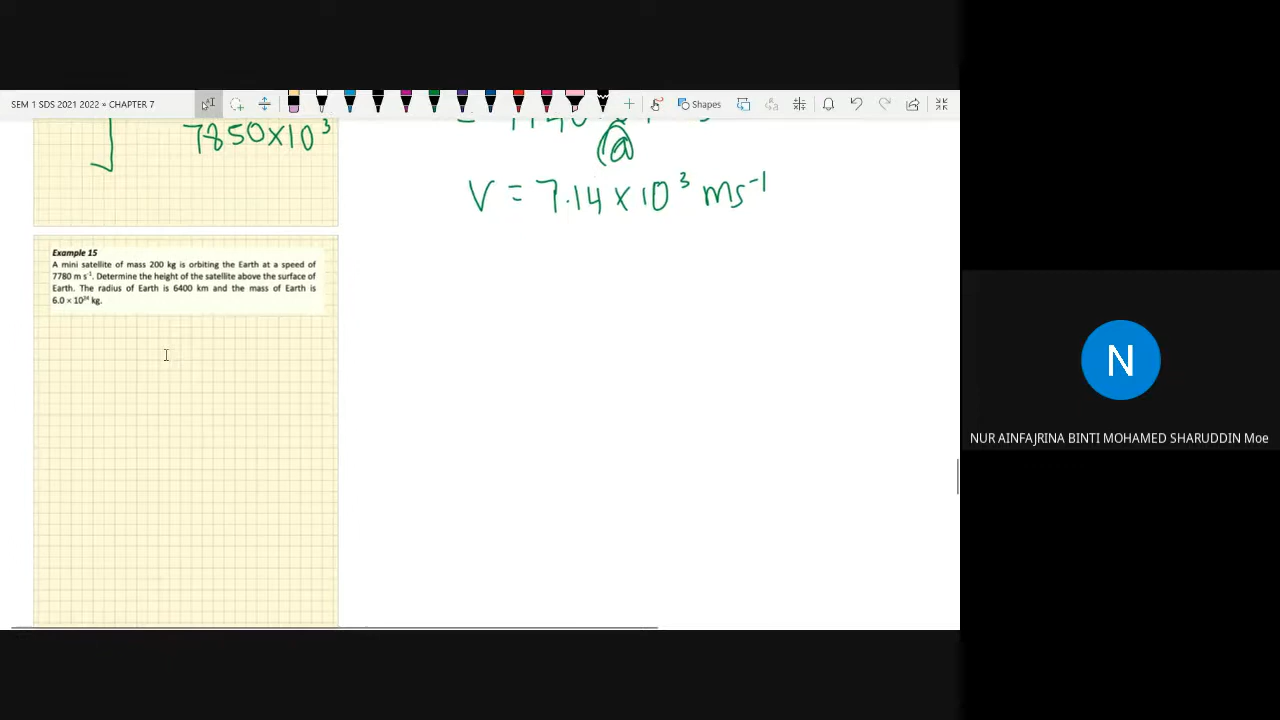 SEM 1 SDS 2021 2022 » CHAPTER 7
Shapes
7850×10³
(a)
V = 7.14 × 10³ ms⁻¹
Example 15
A mini satellite of mass 200 kg is orbiting the Earth at a speed of
7780 m s⁻¹. Determine the height of the satellite above the surface of
Earth. The radius of Earth is 6400 km and the mass of Earth is
6.0 × 10²⁴ kg.
N
NUR AINFAJRINA BINTI MOHAMED SHARUDDIN Moe